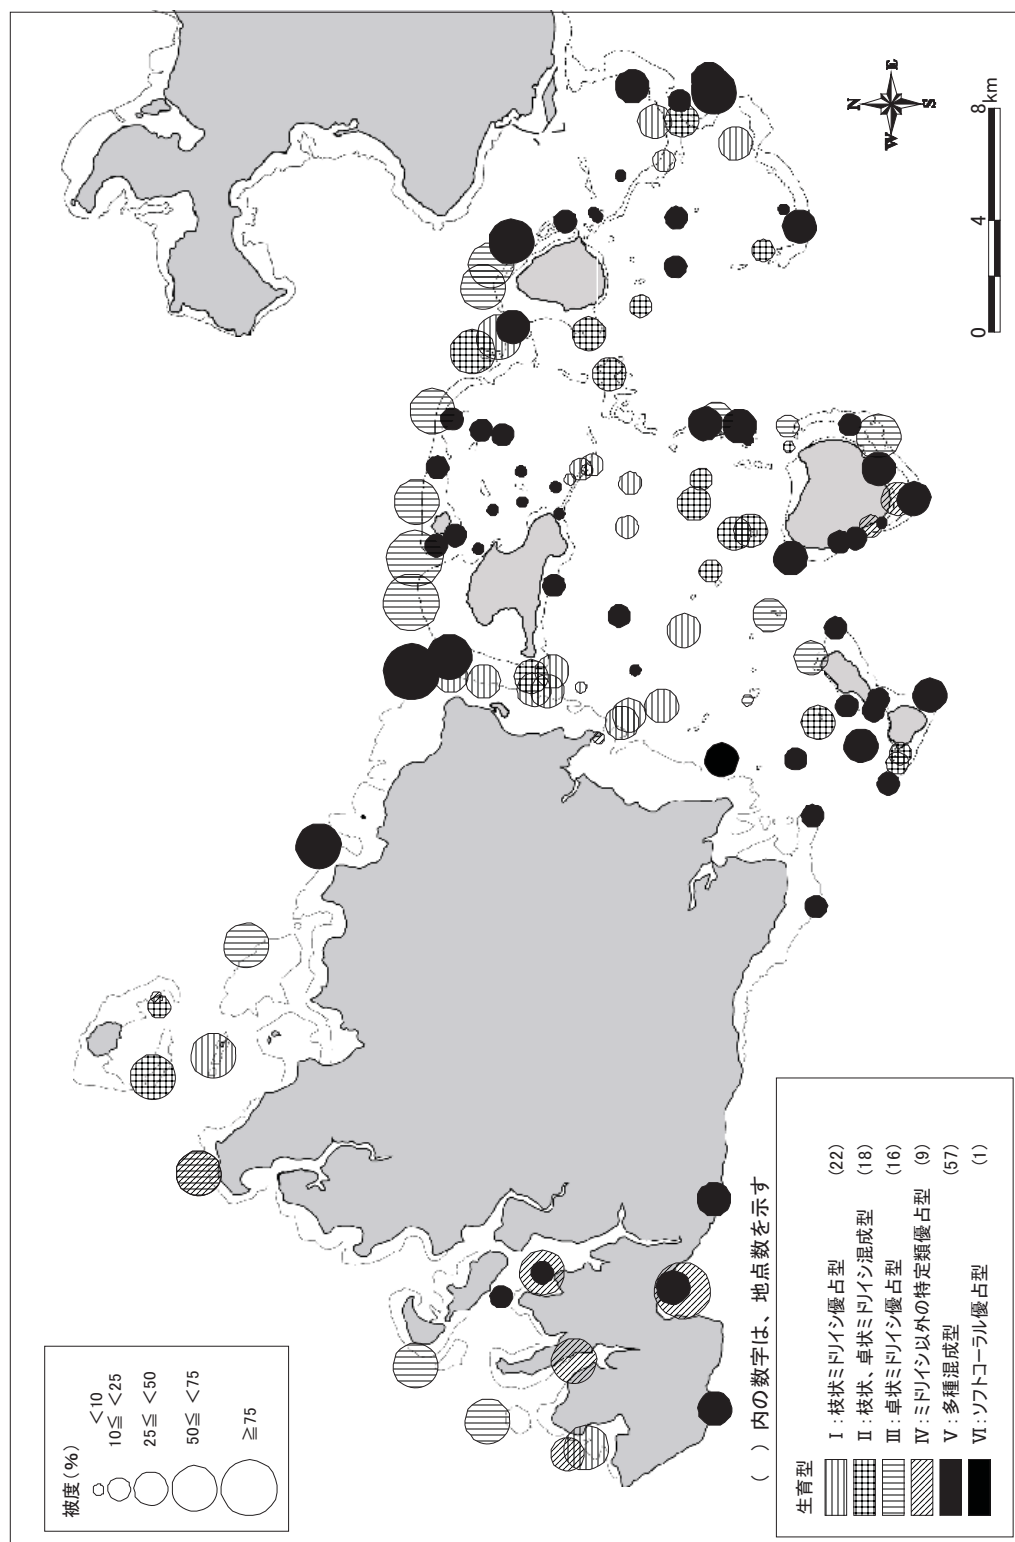 被度(%)
<10
10≦ <25
25≦ <50
50≦ <75
≧75
生育型
Ⅰ:枝状ミドリイシ優占型 (22)
Ⅱ:枝状、卓状ミドリイシ混成型 (18)
Ⅲ:卓状ミドリイシ優占型 (16)
Ⅳ:ミドリイシ以外の特定類優占型 (9)
Ⅴ:多種混成型 (57)
Ⅵ:ソフトコーラル優占型 (1)
( )内の数字は、地点数を示す
N
W
E
S
0 4 8 km